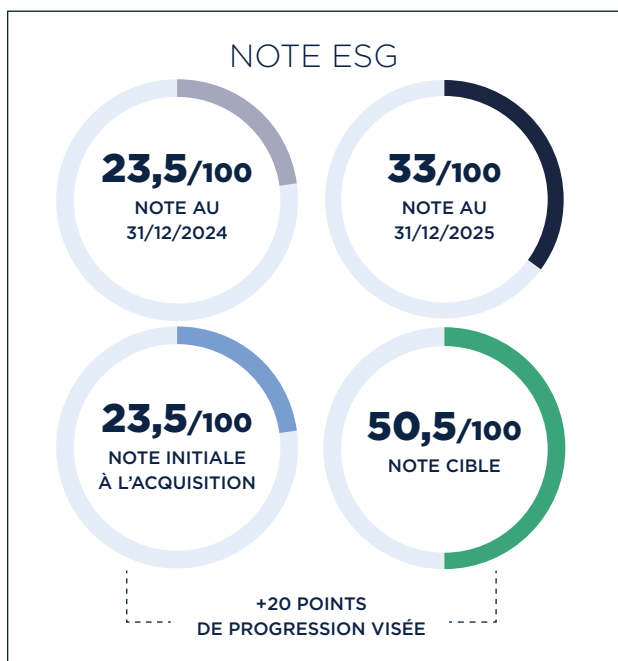 NOTE ESG
23,5/100
NOTE AU
31/12/2024
33/100
NOTE AU
31/12/2025
23,5/100
NOTE INITIALE
À L'ACQUISITION
50,5/100
NOTE CIBLE
+20 POINTS
DE PROGRESSION VISÉE